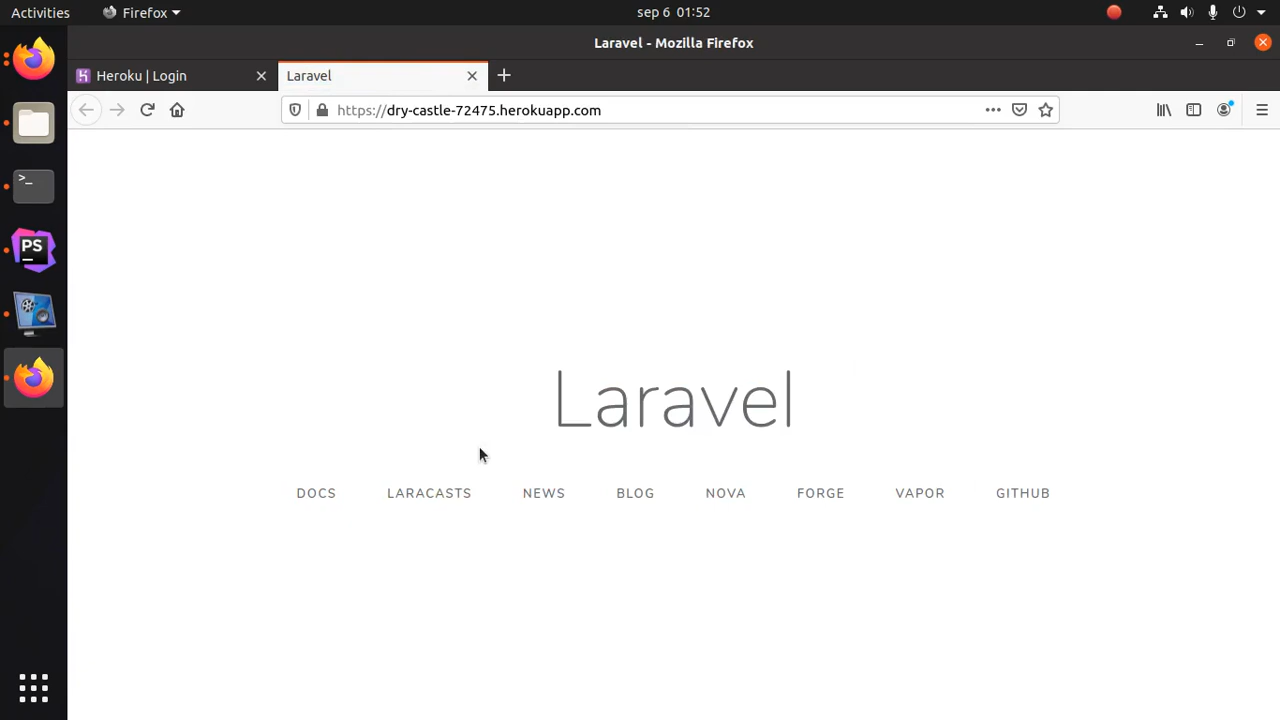 Activities
Firefox
sep 6 01:52
Laravel - Mozilla Firefox
Heroku | Login
Laravel
https://dry-castle-72475.herokuapp.com
>_
PS
Laravel
DOCS LARACASTS NEWS BLOG NOVA FORGE VAPOR GITHUB